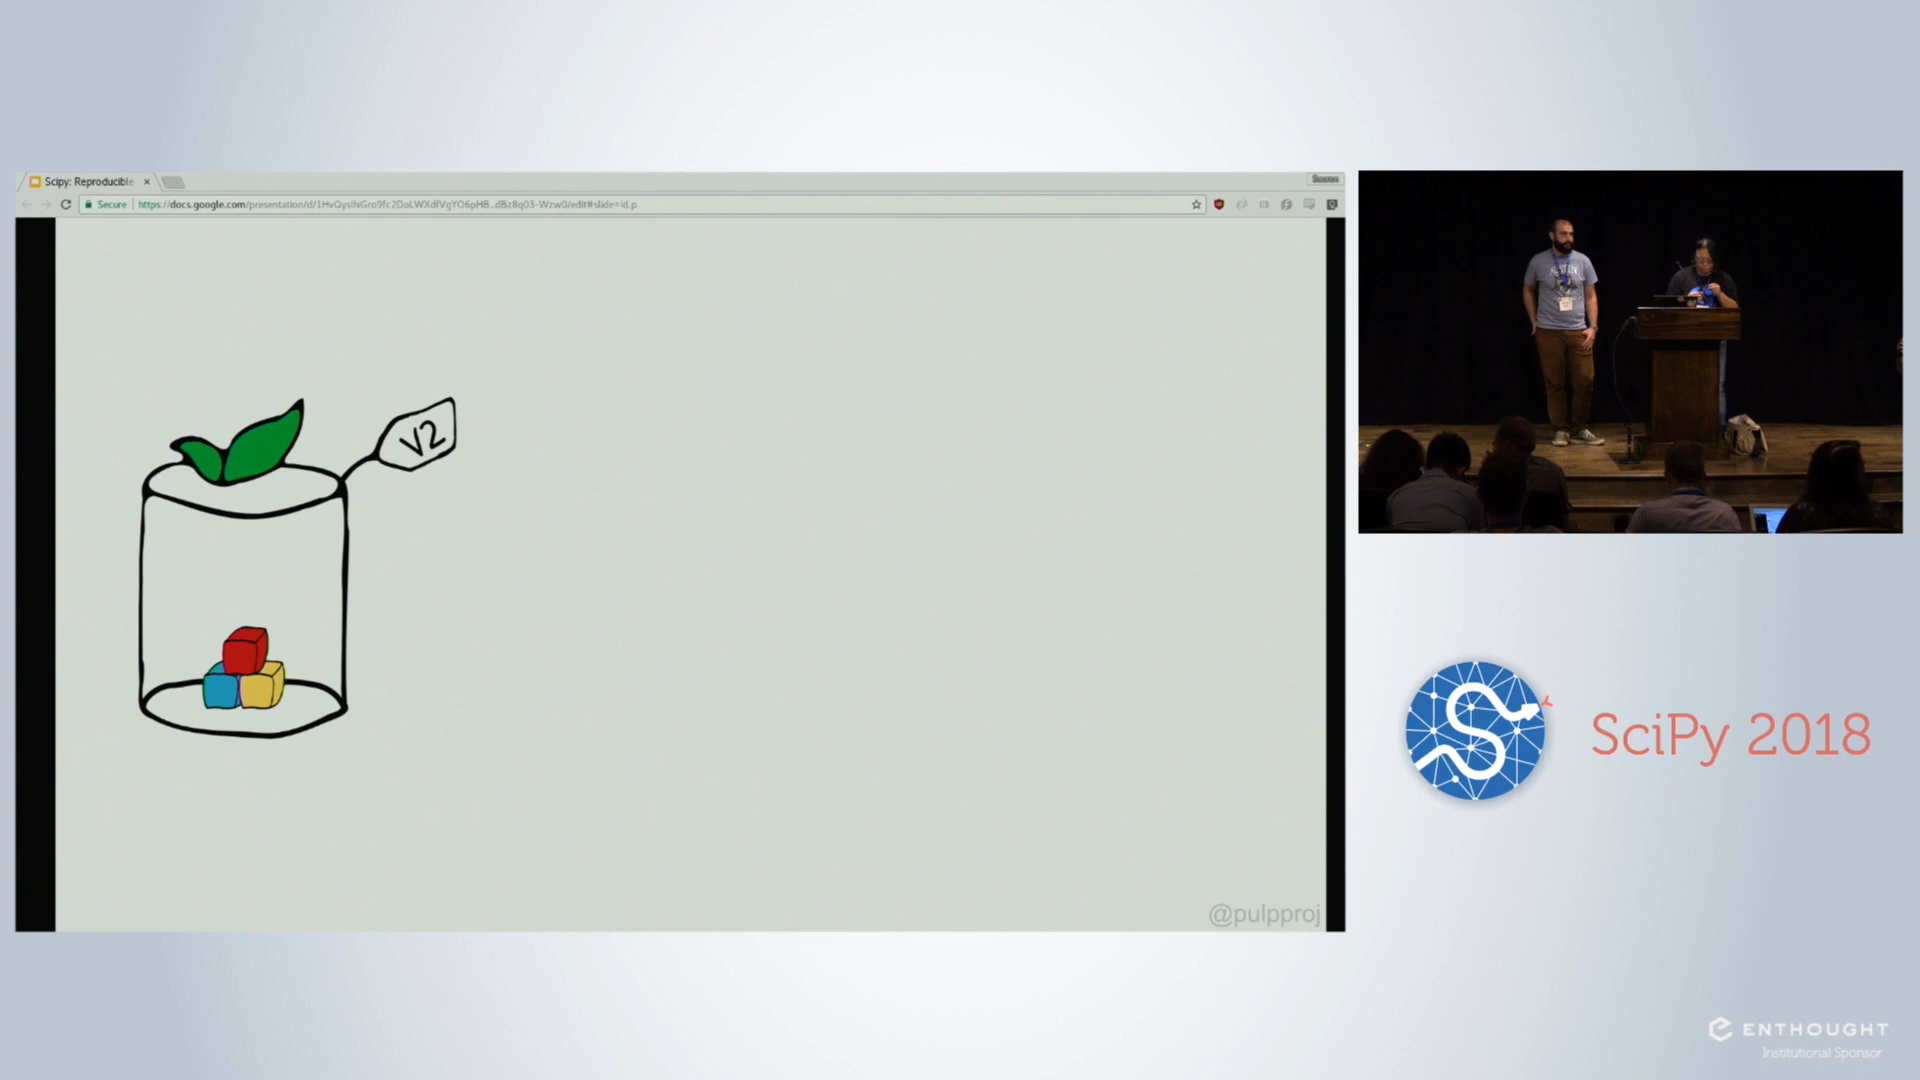 Scipy: Reproducible
Secure
V2
@pulpproj
SciPy 2018
ENTHOUGHT
Institutional Sponsor